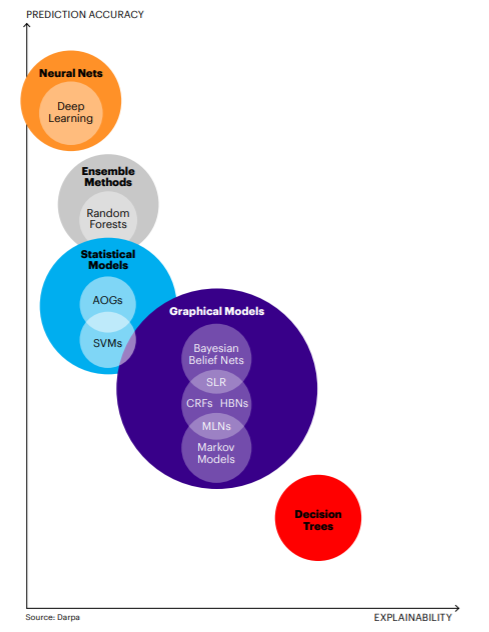 PREDICTION ACCURACY
Neural Nets
Deep
Learning
Ensemble
Methods
Random
Forests
Statistical
Models
AOGs
SVMs
Graphical Models
Bayesian
Belief Nets
SLR
CRFs HBNs
MLNs
Markov
Models
Decision
Trees
Source: Darpa
EXPLAINABILITY